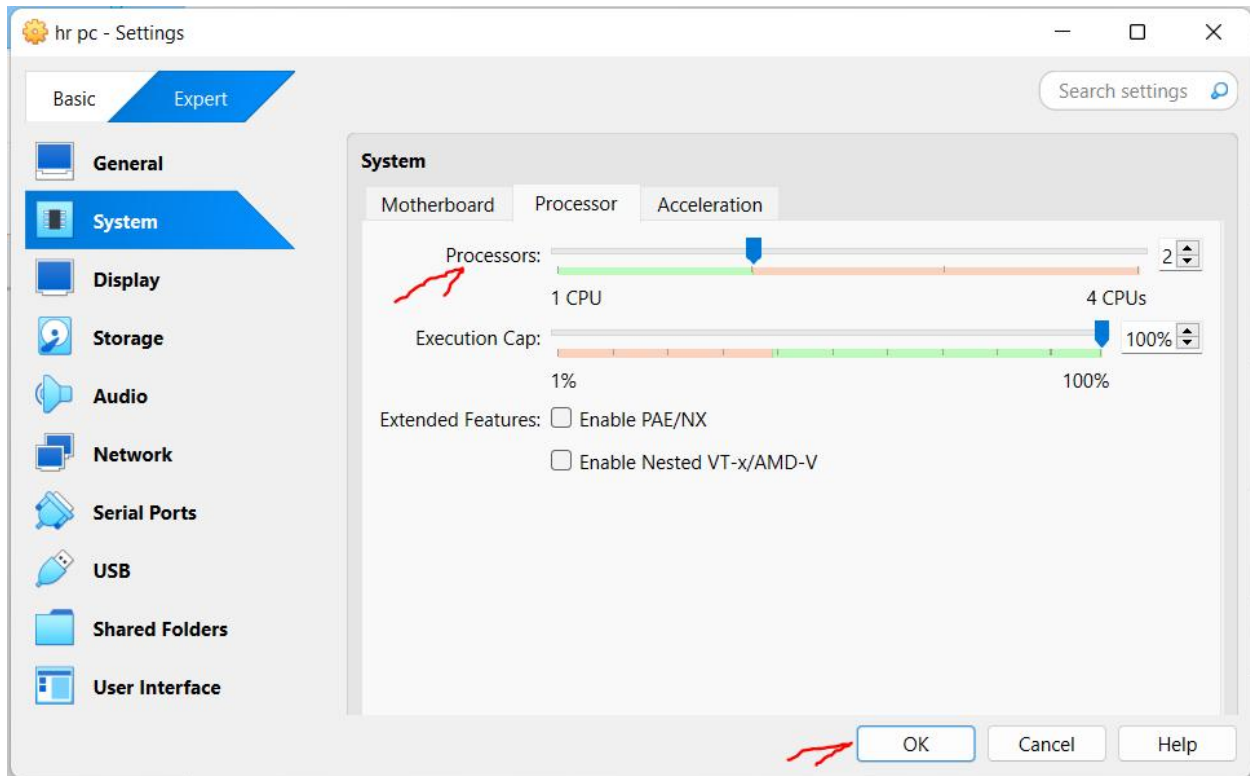 hr pc - Settings
Basic
Expert
Search settings
General
System
Display
Storage
Audio
Network
Serial Ports
USB
Shared Folders
User Interface
System
Motherboard Processor Acceleration
Processors: 2
1 CPU 4 CPUs
Execution Cap: 100%
1% 100%
Extended Features: Enable PAE/NX
Enable Nested VT-x/AMD-V
OK Cancel Help